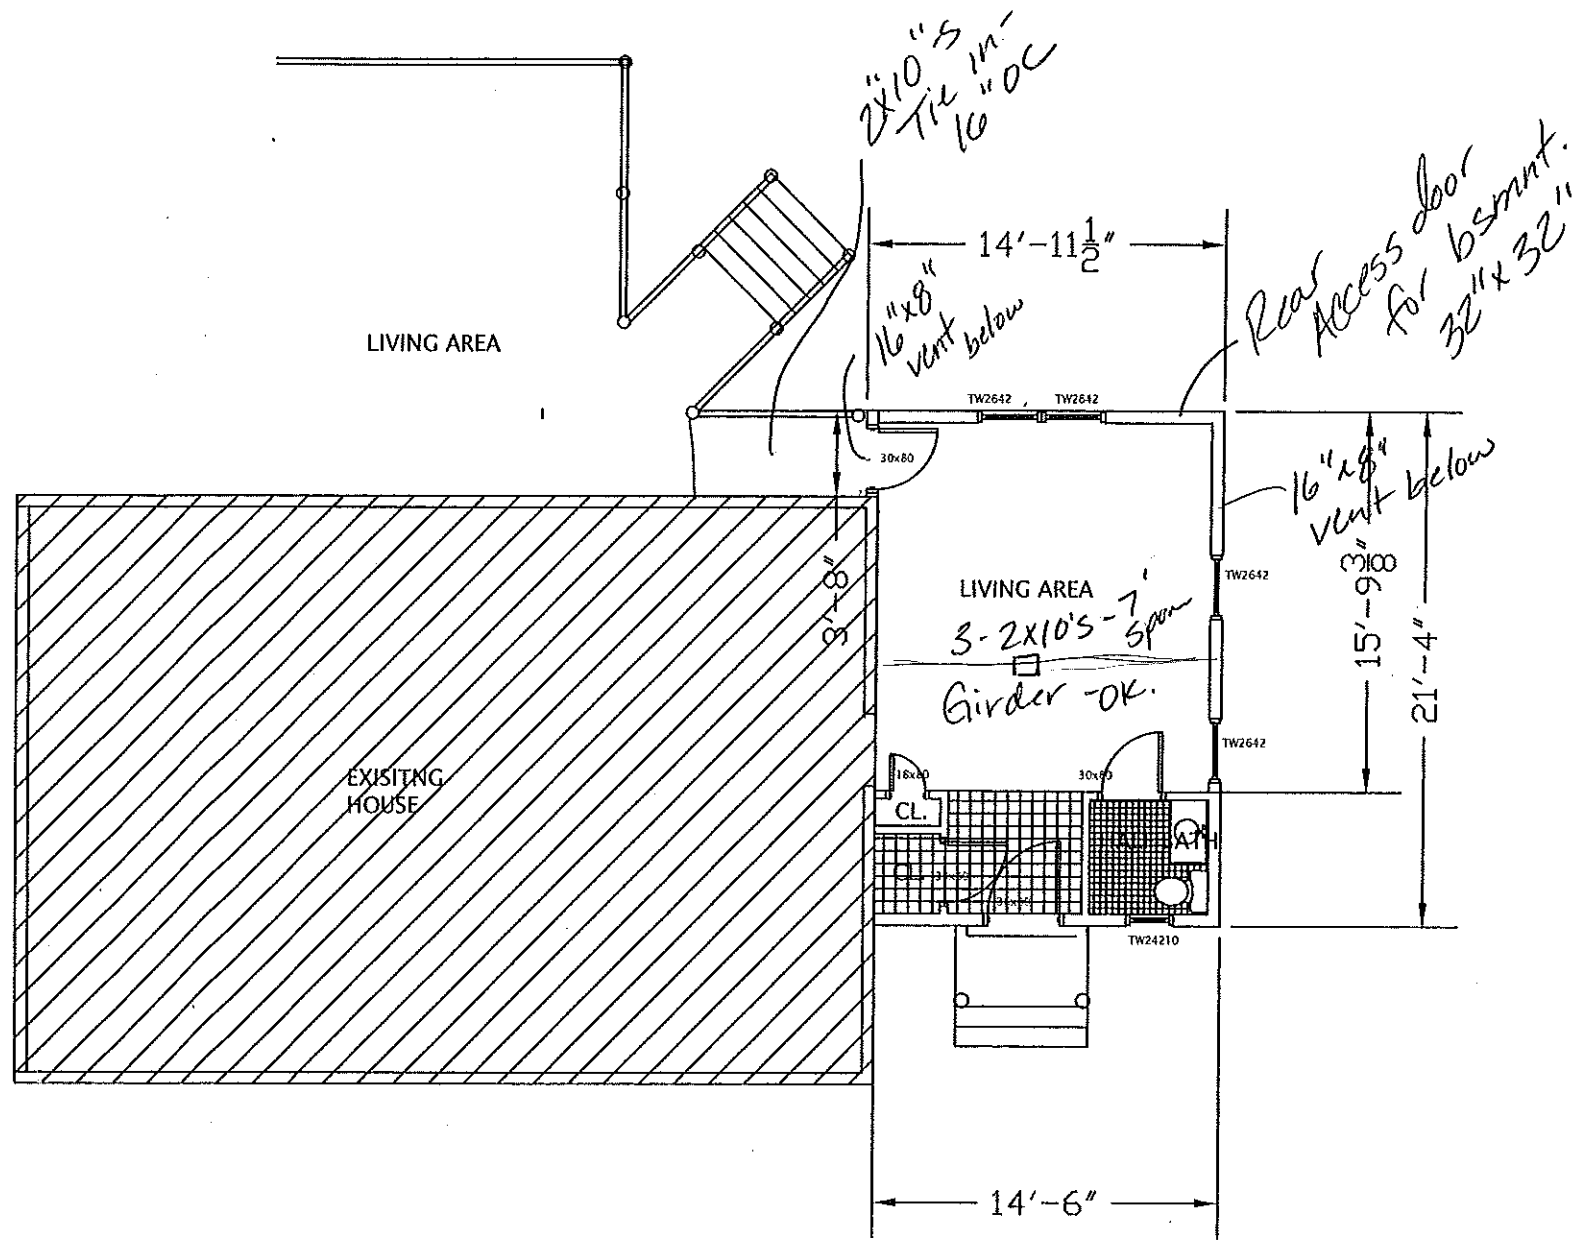 2"x10"s
Tie in-
16"OC
Rear
Access door
for bsmnt.
32"x32"
14'-11 1/2"
16"x8"
vent
below
LIVING AREA
TW2642 TW2642
30x80
16"x8"
vent below
3'-8"
LIVING AREA
3-2x10's-7'
span
Girder -OK.
TW2642
15'-9 3/8"
21'-4"
TW2642
EXISITNG
HOUSE
18x80
30x80
CL.
BATH
CL.
TW24210
14'-6"